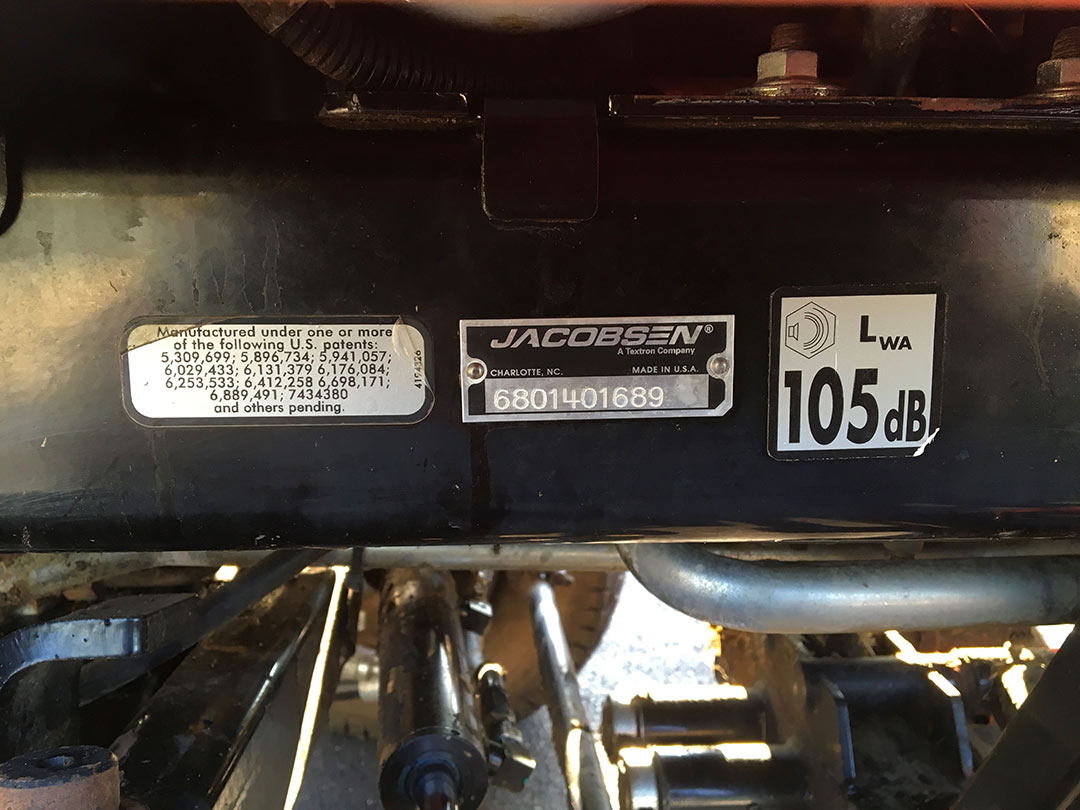 Manufactured under one or more
of the following U.S. patents:
5,309,699; 5,896,734; 5,941,057;
6,029,433; 6,131,379 6,176,084;
6,253,533; 6,412,258 6,698,171;
6,889,491; 7434380
and others pending.
4194326
JACOBSEN®
A Textron Company
CHARLOTTE, NC. MADE IN U.S.A.
6801401689
LWA
105dB